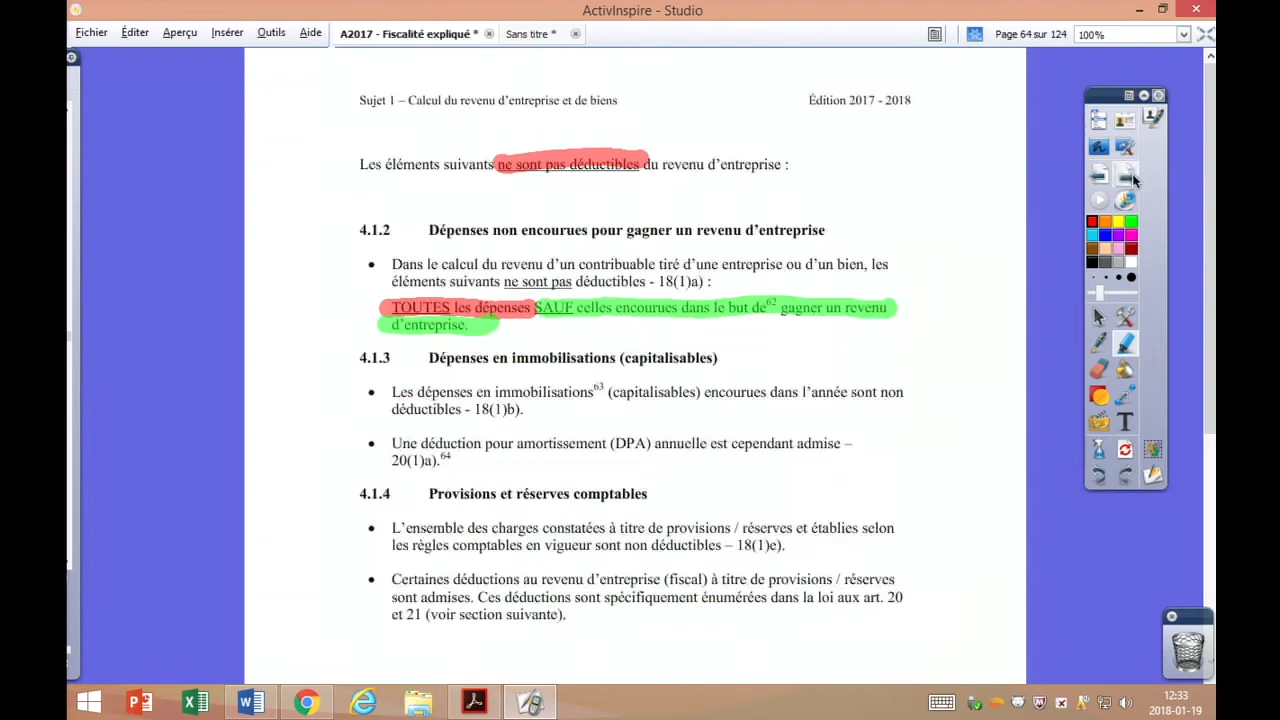 ActivInspire - Studio
Fichier Éditer Aperçu Insérer Outils Aide
A2017 - Fiscalité expliqué *
Sans titre *
Page 64 sur 124
100%
Sujet 1 – Calcul du revenu d’entreprise et de biens
Édition 2017 - 2018
Les éléments suivants ne sont pas déductibles du revenu d’entreprise :
4.1.2 Dépenses non encourues pour gagner un revenu d’entreprise
• Dans le calcul du revenu d’un contribuable tiré d’une entreprise ou d’un bien, les
éléments suivants ne sont pas déductibles - 18(1)a) :
TOUTES les dépenses SAUF celles encourues dans le but de62 gagner un revenu
d’entreprise.
4.1.3 Dépenses en immobilisations (capitalisables)
• Les dépenses en immobilisations63 (capitalisables) encourues dans l’année sont non
déductibles - 18(1)b).
• Une déduction pour amortissement (DPA) annuelle est cependant admise –
20(1)a).64
4.1.4 Provisions et réserves comptables
• L’ensemble des charges constatées à titre de provisions / réserves et établies selon
les règles comptables en vigueur sont non déductibles – 18(1)e).
• Certaines déductions au revenu d’entreprise (fiscal) à titre de provisions / réserves
sont admises. Ces déductions sont spécifiquement énumérées dans la loi aux art. 20
et 21 (voir section suivante).
12:33
2018-01-19